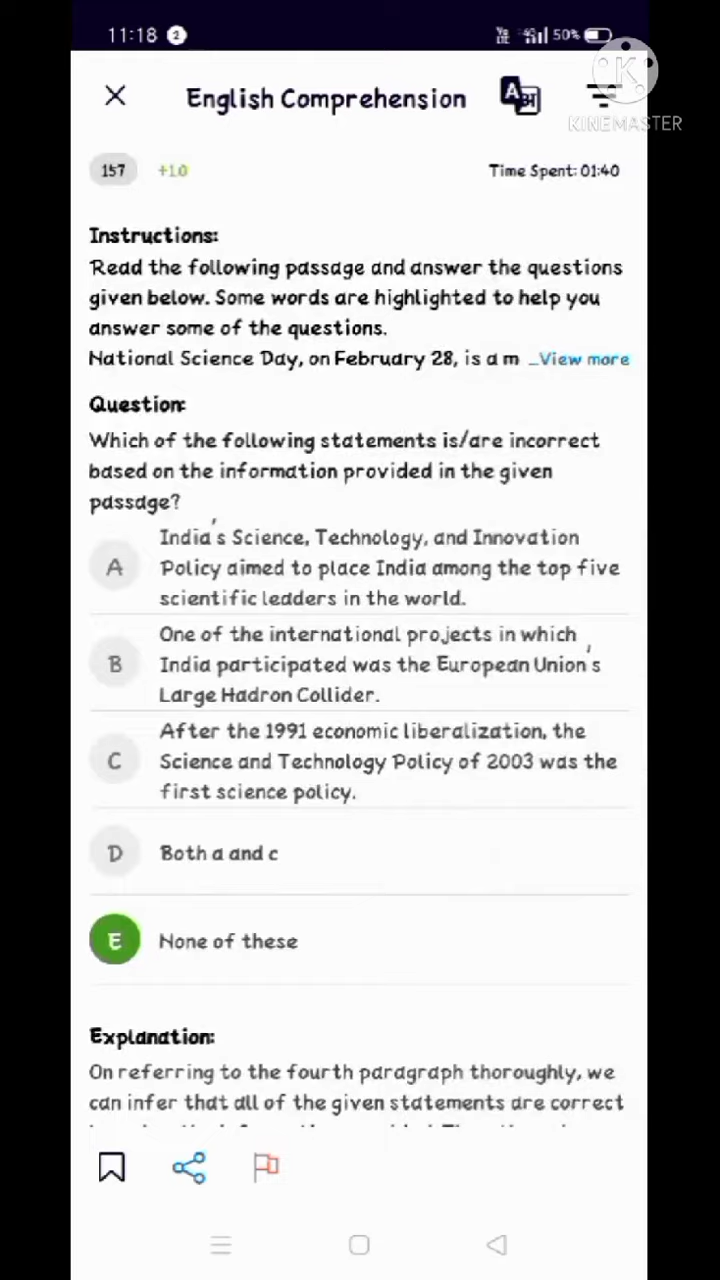 11:18 2 Vo LTE 4G 50%
KINEMASTER
English Comprehension
157 +1.0 Time Spent: 01:40
Instructions:
Read the following passage and answer the questions
given below. Some words are highlighted to help you
answer some of the questions.
National Science Day, on February 28, is a m ...View more
Question:
Which of the following statements is/are incorrect
based on the information provided in the given
passage?
A India's Science, Technology, and Innovation
Policy aimed to place India among the top five
scientific leaders in the world.
B One of the international projects in which
India participated was the European Union's
Large Hadron Collider.
C After the 1991 economic liberalization, the
Science and Technology Policy of 2003 was the
first science policy.
D Both a and c
E None of these
Explanation:
On referring to the fourth paragraph thoroughly, we
can infer that all of the given statements are correct